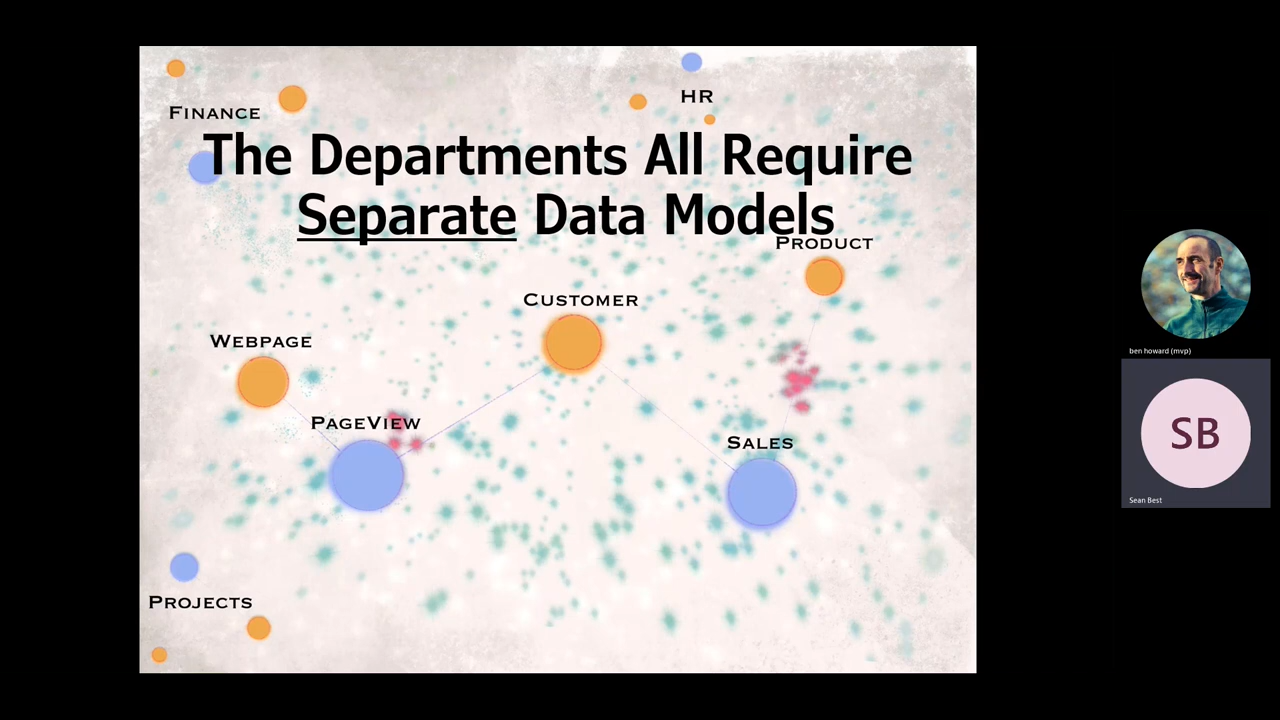 HR
Finance
The Departments All Require
Separate Data Models
Product
Customer
Webpage
PageView
Sales
Projects
ben howard (mvp)
SB
Sean Best